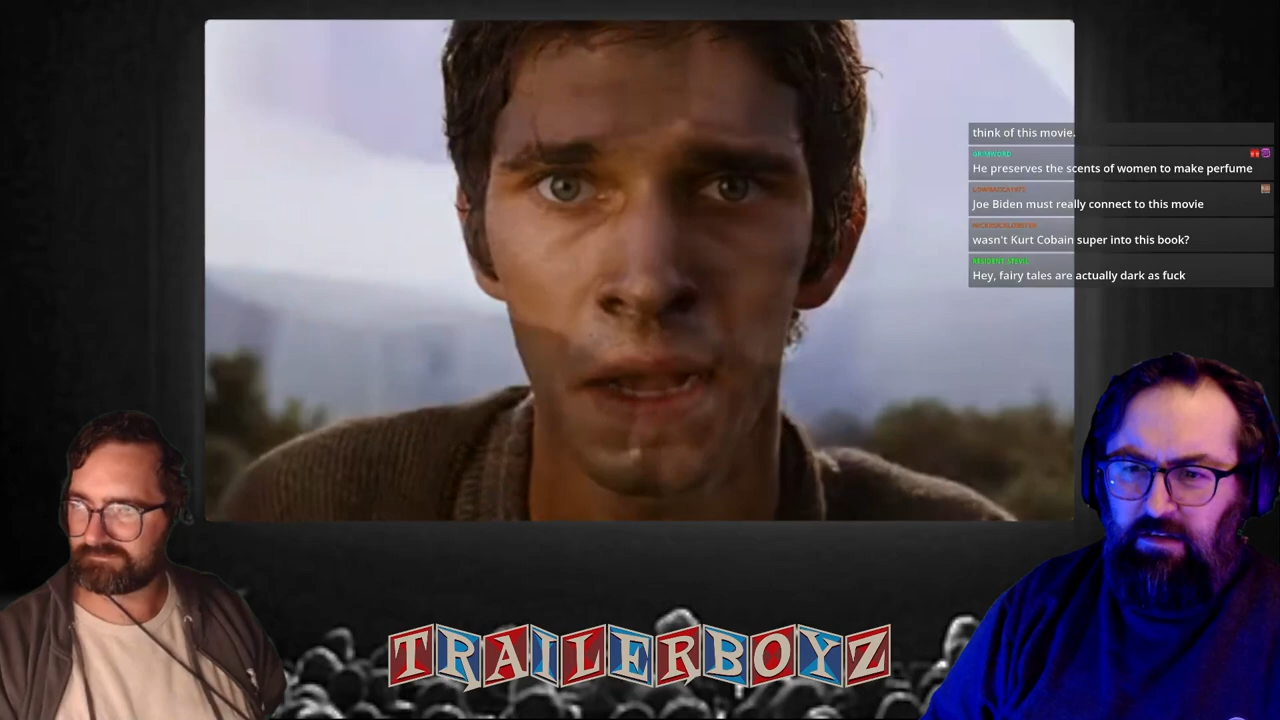 think of this movie.
GRIMWORD
He preserves the scents of women to make perfume
Joe Biden must really connect to this movie
wasn't Kurt Cobain super into this book?
Hey, fairy tales are actually dark as fuck
TRAILERBOYZ